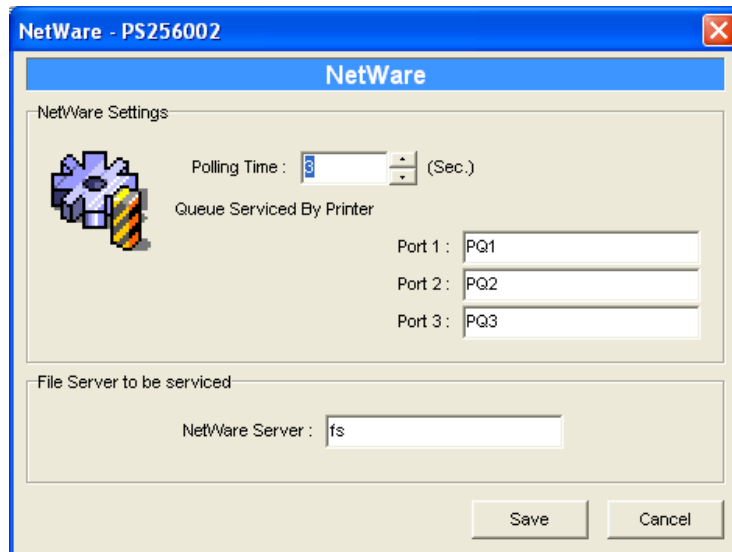 NetWare - PS256002
NetWare
NetWare Settings
Polling Time : 3 (Sec.)
Queue Serviced By Printer
Port 1 : PQ1
Port 2 : PQ2
Port 3 : PQ3
File Server to be serviced
NetWare Server : fs
Save Cancel